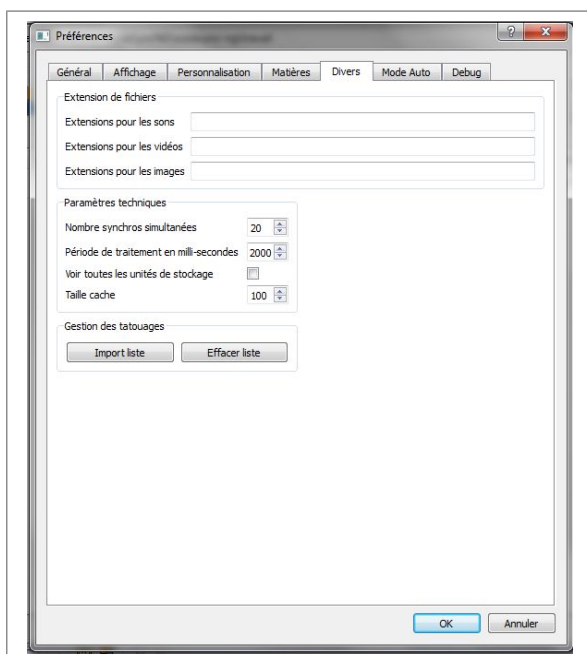 Préférences
Général Affichage Personnalisation Matières Divers Mode Auto Debug
Extension de fichiers
Extensions pour les sons
Extensions pour les vidéos
Extensions pour les images
Paramètres techniques
Nombre synchros simultanées 20
Période de traitement en milli-secondes 2000
Voir toutes les unités de stockage
Taille cache 100
Gestion des tatouages
Import liste Effacer liste
OK Annuler